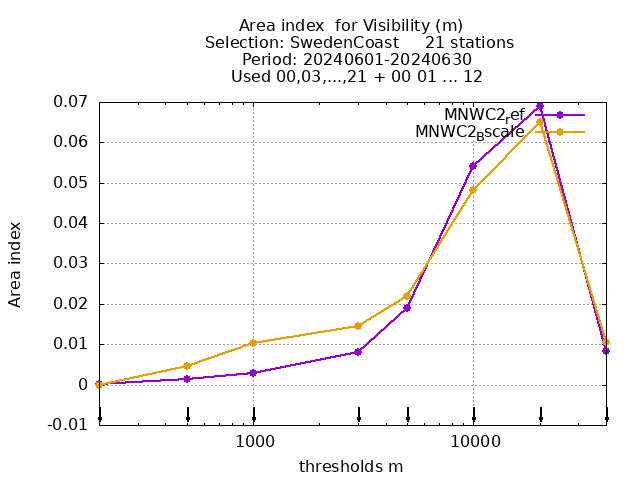 Area index  for Visibility (m)
Selection: SwedenCoast     21 stations
Period: 20240601-20240630
Used 00,03,...,21 + 00 01 ... 12
0.07
0.06
0.05
0.04
0.03
0.02
0.01
0
-0.01
Area index
MNWC2ref
MNWC2Bscale
1000
10000
thresholds m